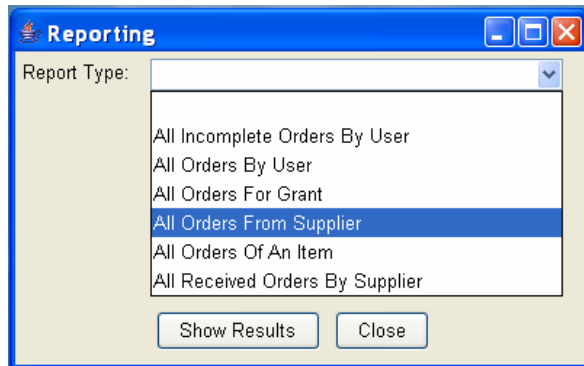 Reporting
Report Type:
All Incomplete Orders By User
All Orders By User
All Orders For Grant
All Orders From Supplier
All Orders Of An Item
All Received Orders By Supplier
Show Results Close